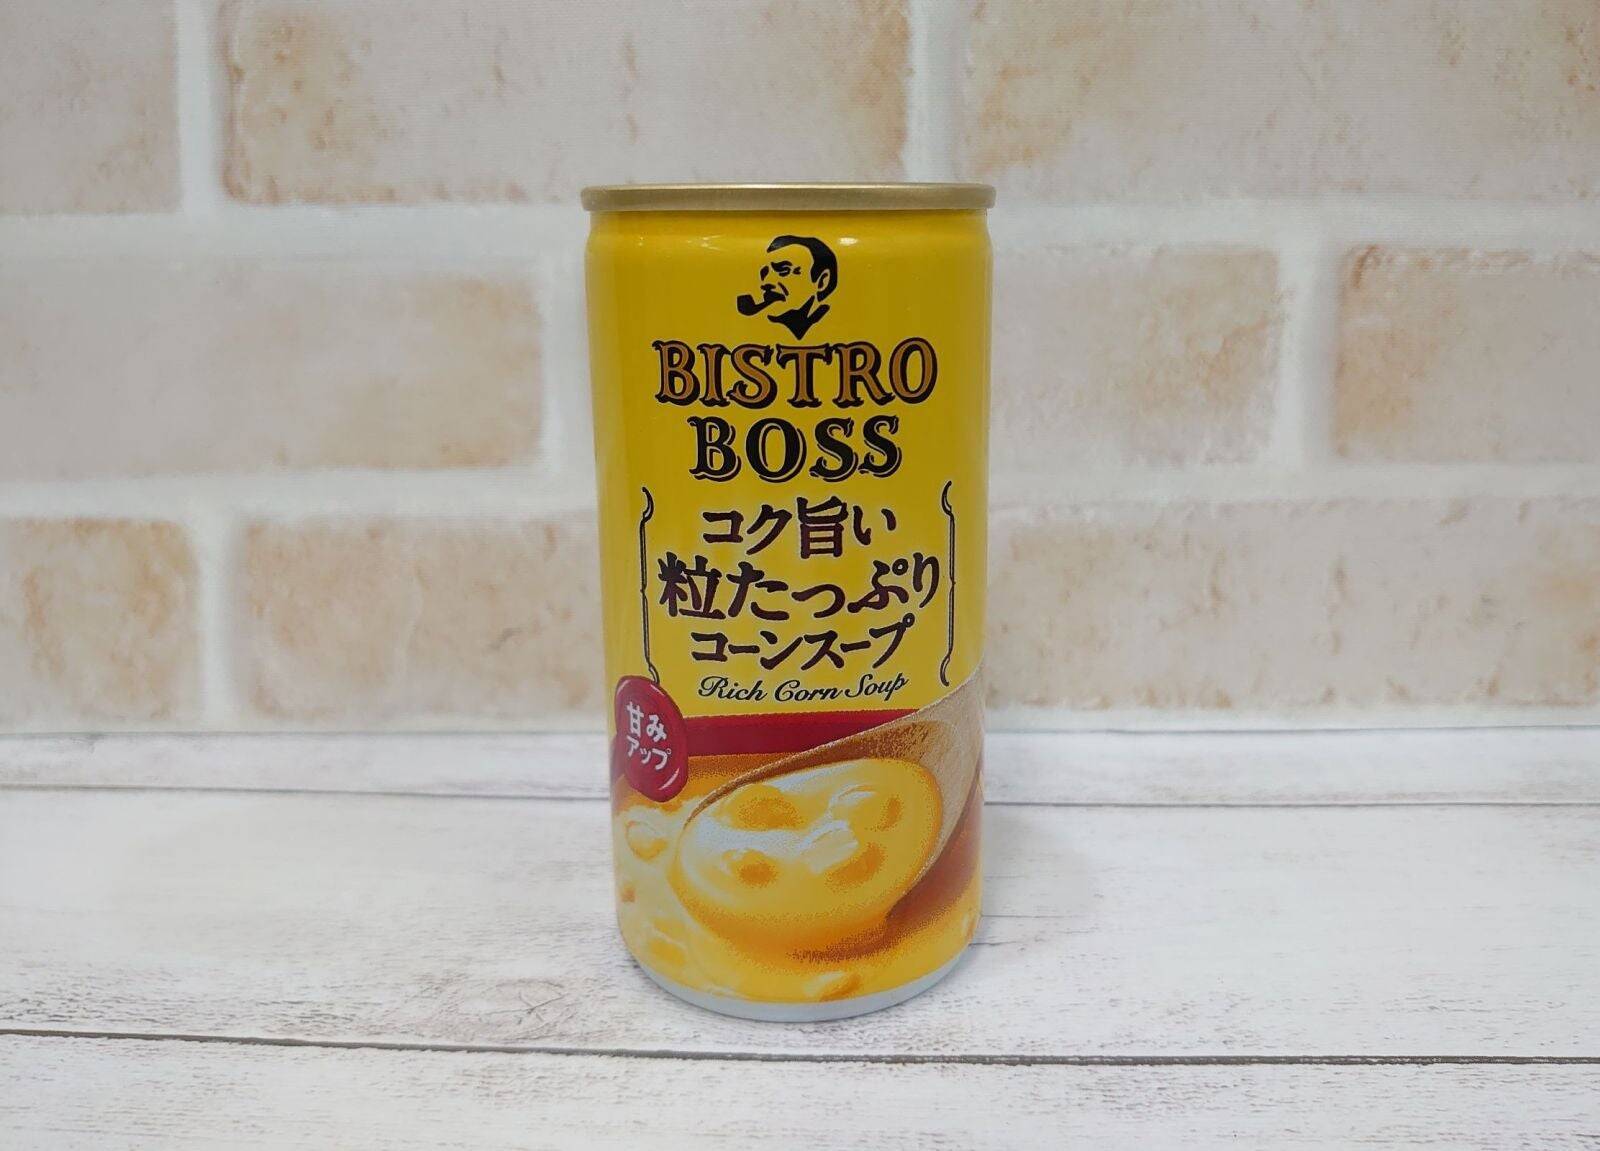 BISTRO
BOSS
コク旨い
粒たっぷり
コーンスープ
Rich Corn Soup
甘み
アップ